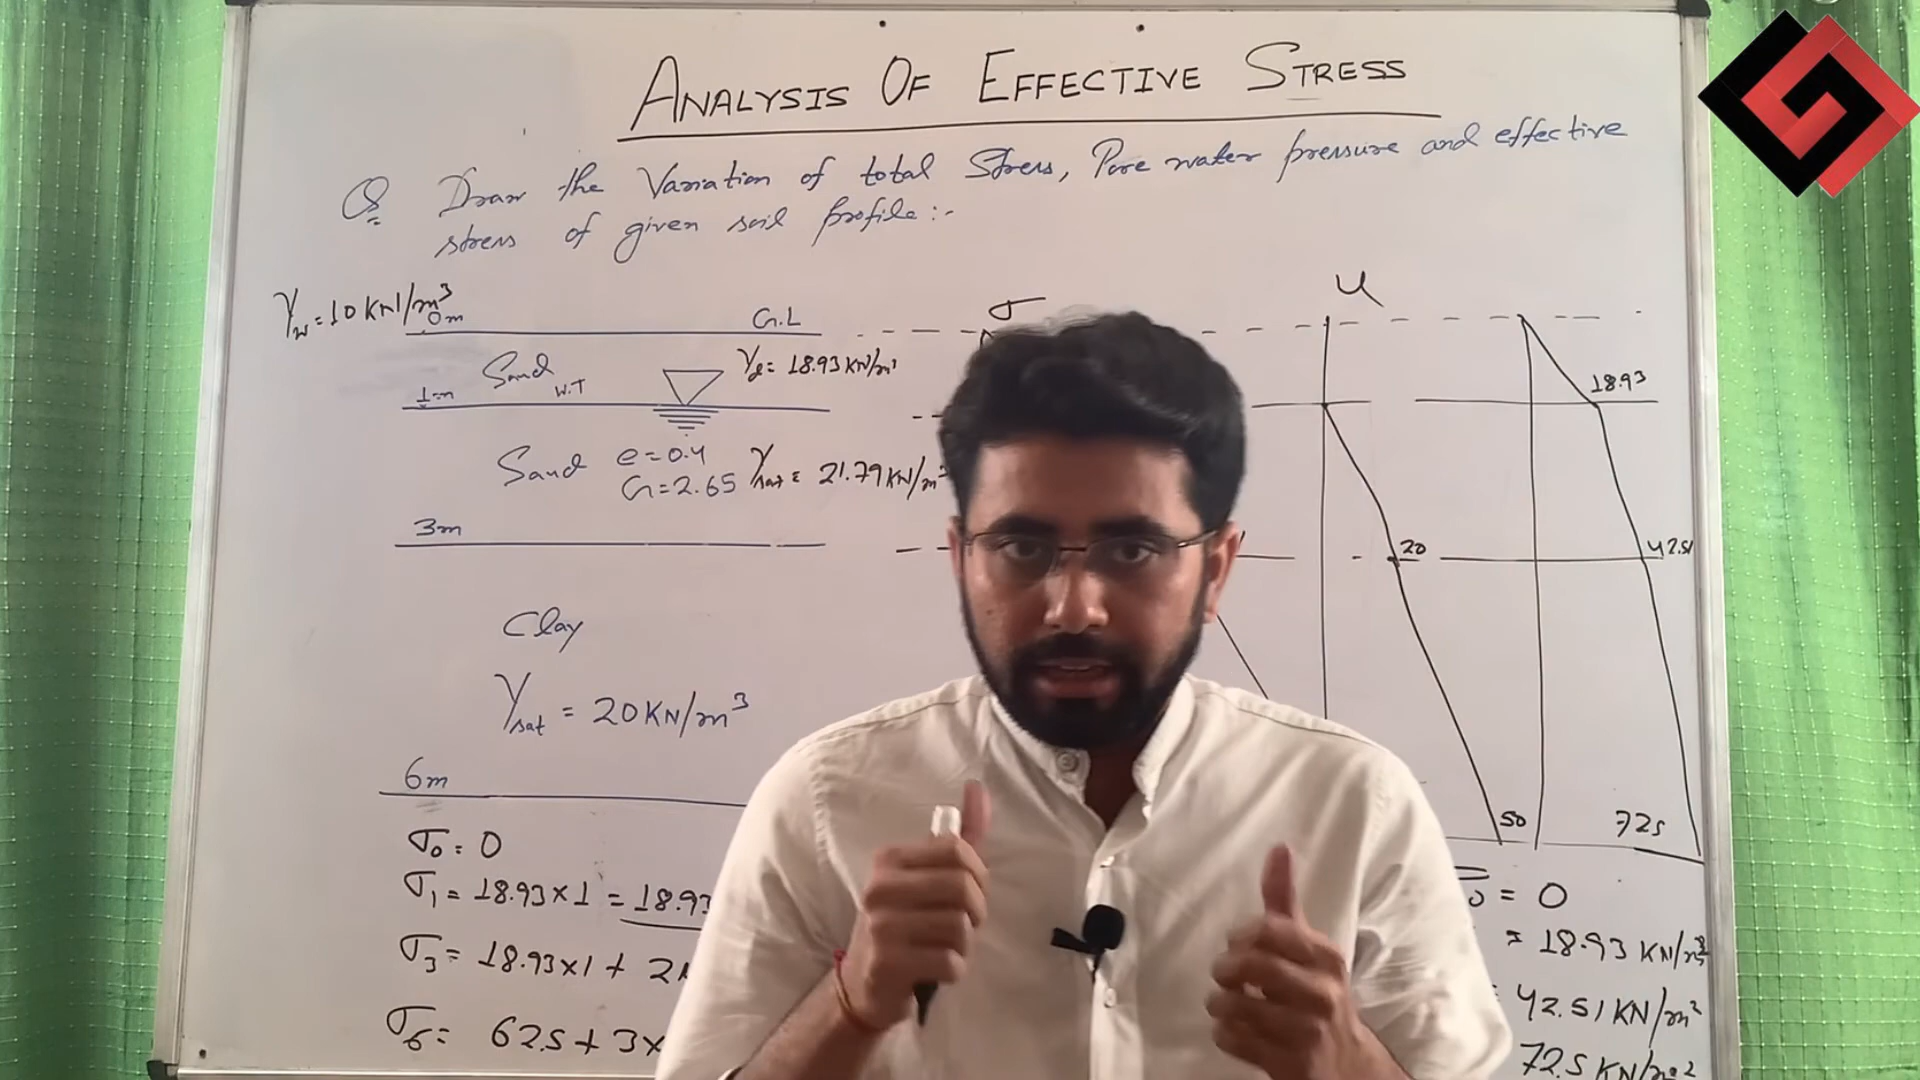 ANALYSIS OF EFFECTIVE STRESS
Q. Draw the Variation of total Stress, Pore water pressure and effective
stress of given soil profile :-
γw = 10 KN/m³
0m
G.L
σ
u
Sand
W.T
γt = 18.93 KN/m³
18.93
1m
Sand e = 0.4 γsat = 21.79 KN/m³
G = 2.65
3m
20
42.51
Clay
γsat = 20 KN/m³
6m
50
72.5
σ0 = 0
= 0
σ1 = 18.93 × 1 = 18.93
= 18.93 KN/m²
σ3 = 18.93 × 1 + 2
= 42.51 KN/m²
σ6 = 62.5 + 3 ×
72.5 KN/m²